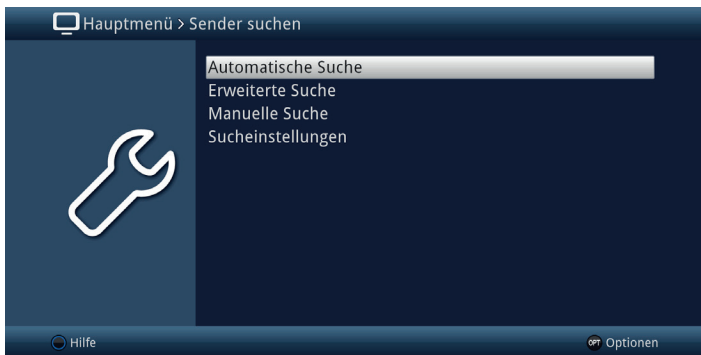 Hauptmenü > Sender suchen
Automatische Suche
Erweiterte Suche
Manuelle Suche
Sucheinstellungen
Hilfe
OPT Optionen